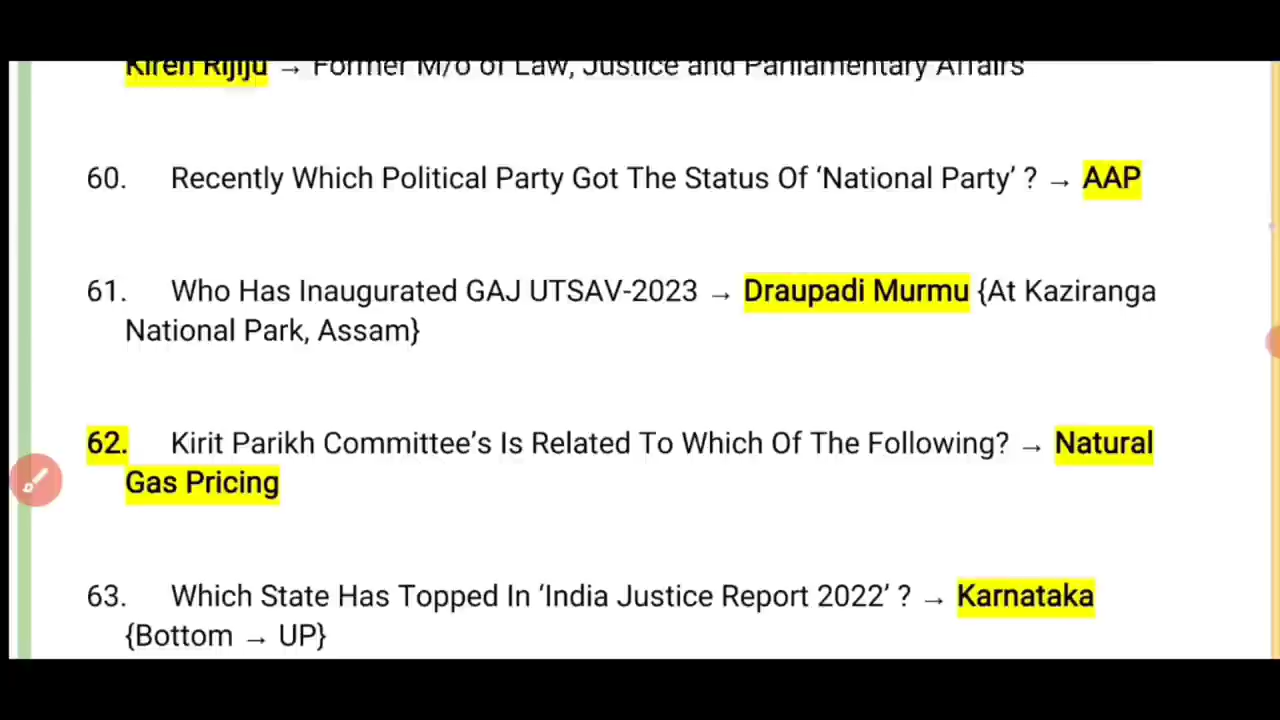 Kiren Rijiju → Former M/o of Law, Justice and Parliamentary Affairs
60. Recently Which Political Party Got The Status Of ‘National Party’ ? → AAP
61. Who Has Inaugurated GAJ UTSAV-2023 → Draupadi Murmu {At Kaziranga
National Park, Assam}
62. Kirit Parikh Committee’s Is Related To Which Of The Following? → Natural
Gas Pricing
63. Which State Has Topped In ‘India Justice Report 2022’ ? → Karnataka
{Bottom → UP}